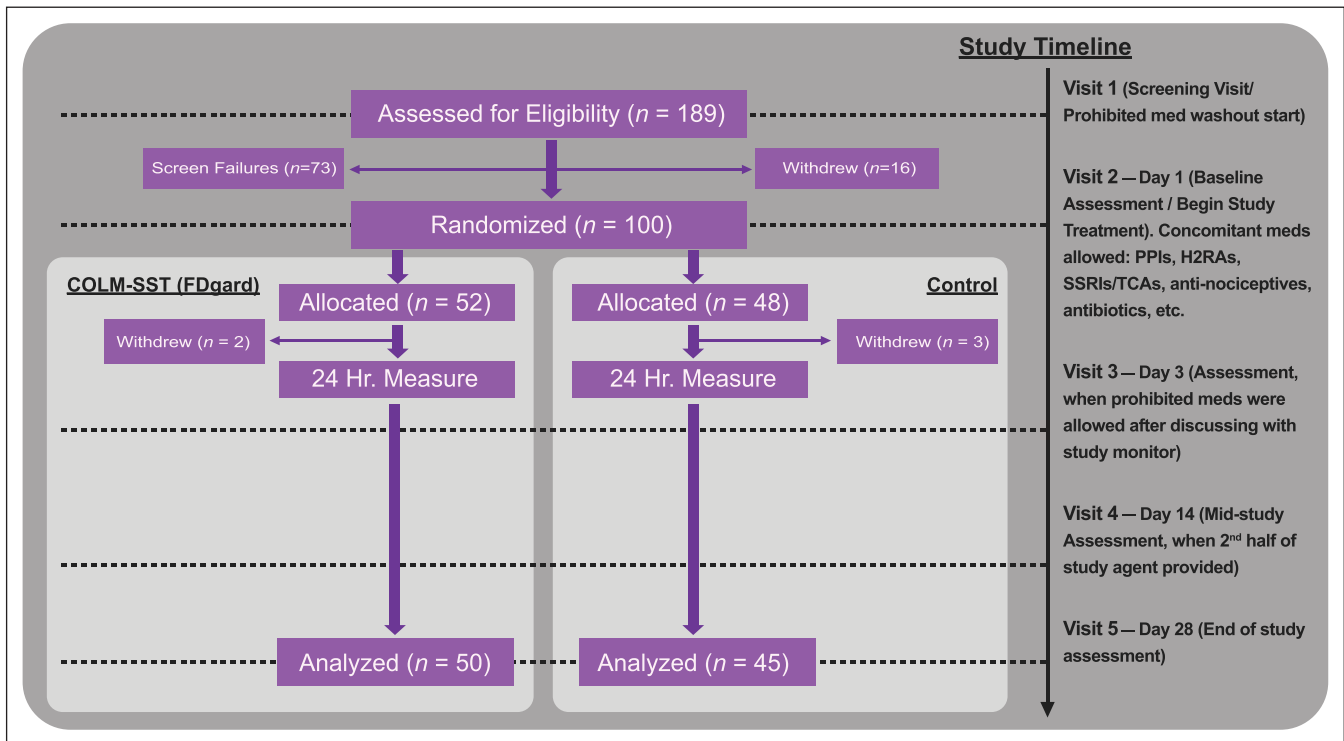 Study Timeline
Assessed for Eligibility (n = 189)
Screen Failures (n=73)
Withdrew (n=16)
Randomized (n = 100)
COLM-SST (FDgard)
Allocated (n = 52)
Withdrew (n = 2)
24 Hr. Measure
Analyzed (n = 50)
Control
Allocated (n = 48)
Withdrew (n = 3)
24 Hr. Measure
Analyzed (n = 45)
Visit 1 (Screening Visit/
Prohibited med washout start)
Visit 2 — Day 1 (Baseline
Assessment / Begin Study
Treatment). Concomitant meds
allowed: PPIs, H2RAs,
SSRIs/TCAs, anti-nociceptives,
antibiotics, etc.
Visit 3 — Day 3 (Assessment,
when prohibited meds were
allowed after discussing with
study monitor)
Visit 4 — Day 14 (Mid-study
Assessment, when 2nd half of
study agent provided)
Visit 5 — Day 28 (End of study
assessment)